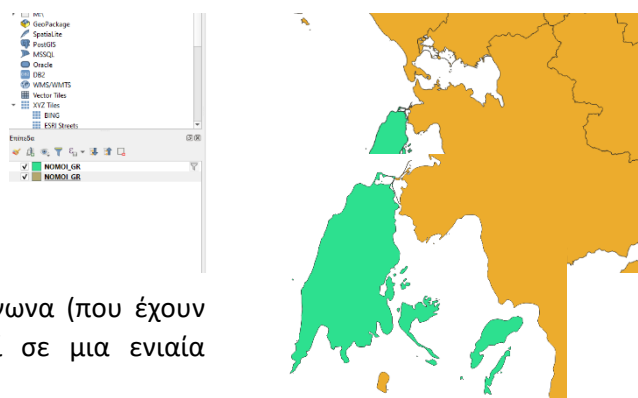 GeoPackage
SpatiaLite
PostGIS
MSSQL
Oracle
DB2
WMS/WMTS
Vector Tiles
XYZ Tiles
BING
ESRI Streets
Επίπεδα
NOMOI_GR
NOMOI_GR
νωνα (που έχουν
σε μια ενιαία